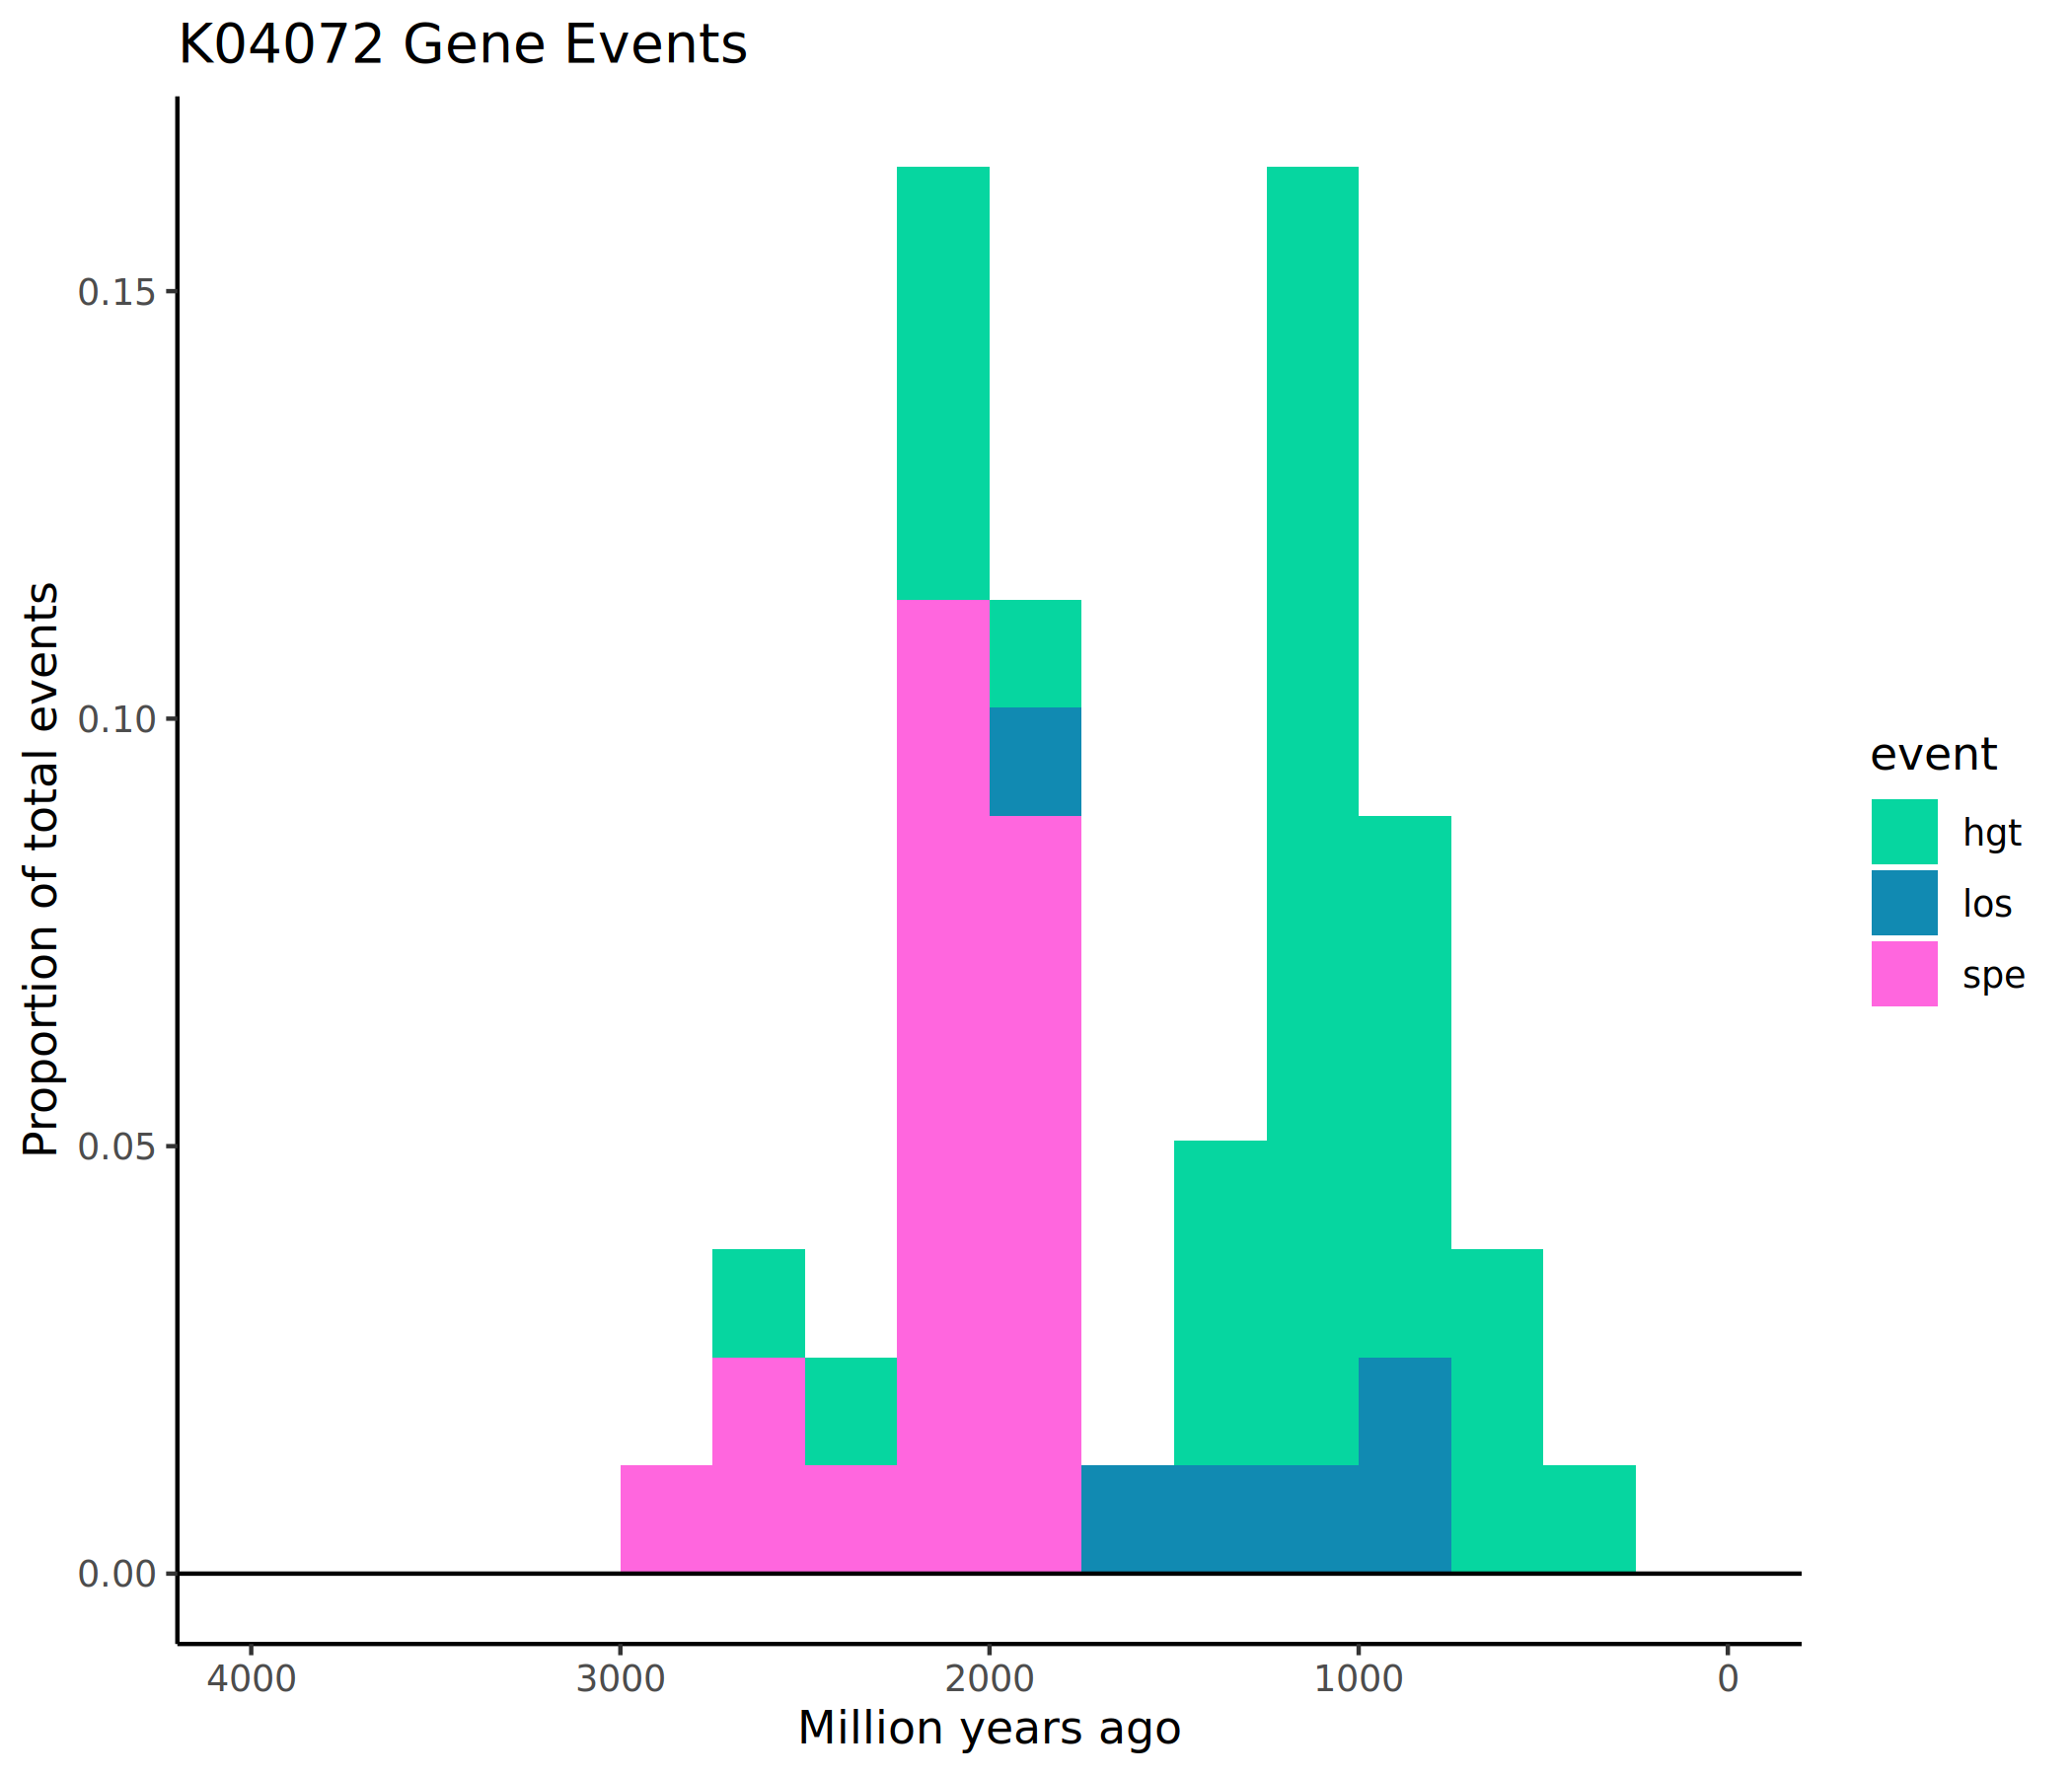 K04072 Gene Events
Proportion of total events
0.15
0.10
0.05
0.00
4000 3000 2000 1000 0
Million years ago
event
hgt
los
spe